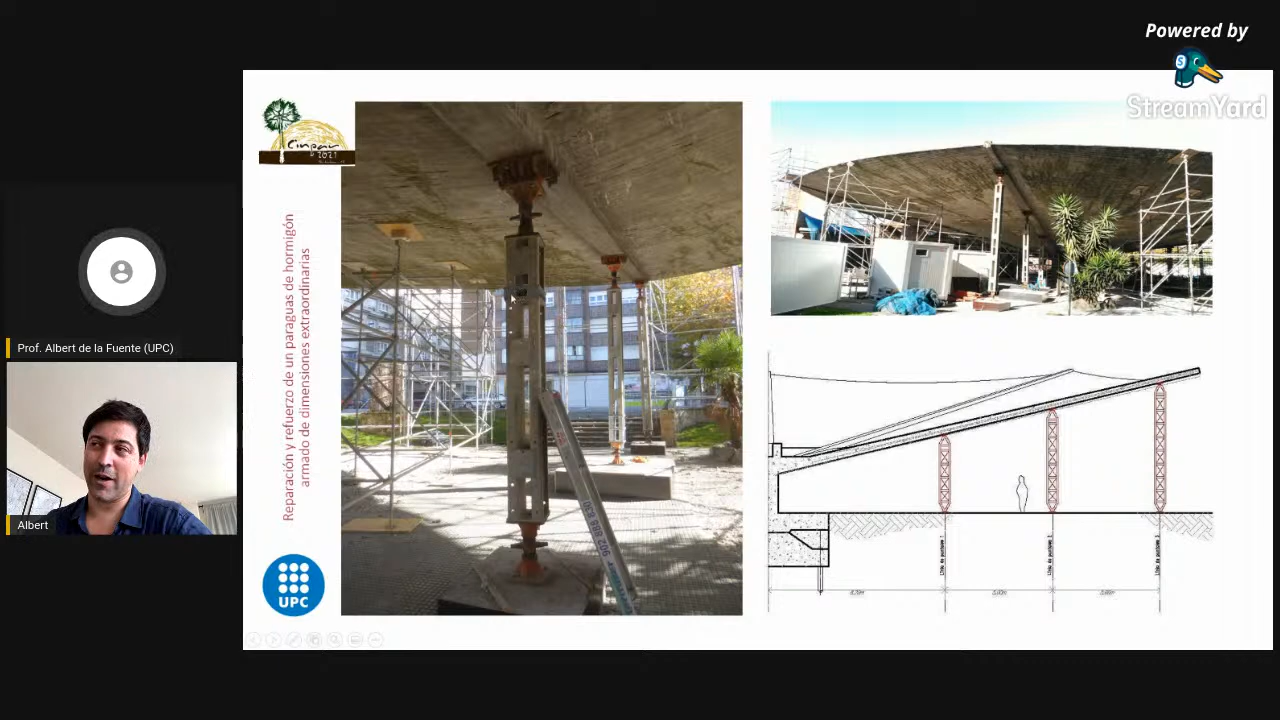 Powered by
StreamYard
Cinpar
2021
Reparación y refuerzo de un paraguas de hormigón
armado de dimensiones extraordinarias
UPC
Prof. Albert de la Fuente (UPC)
Albert